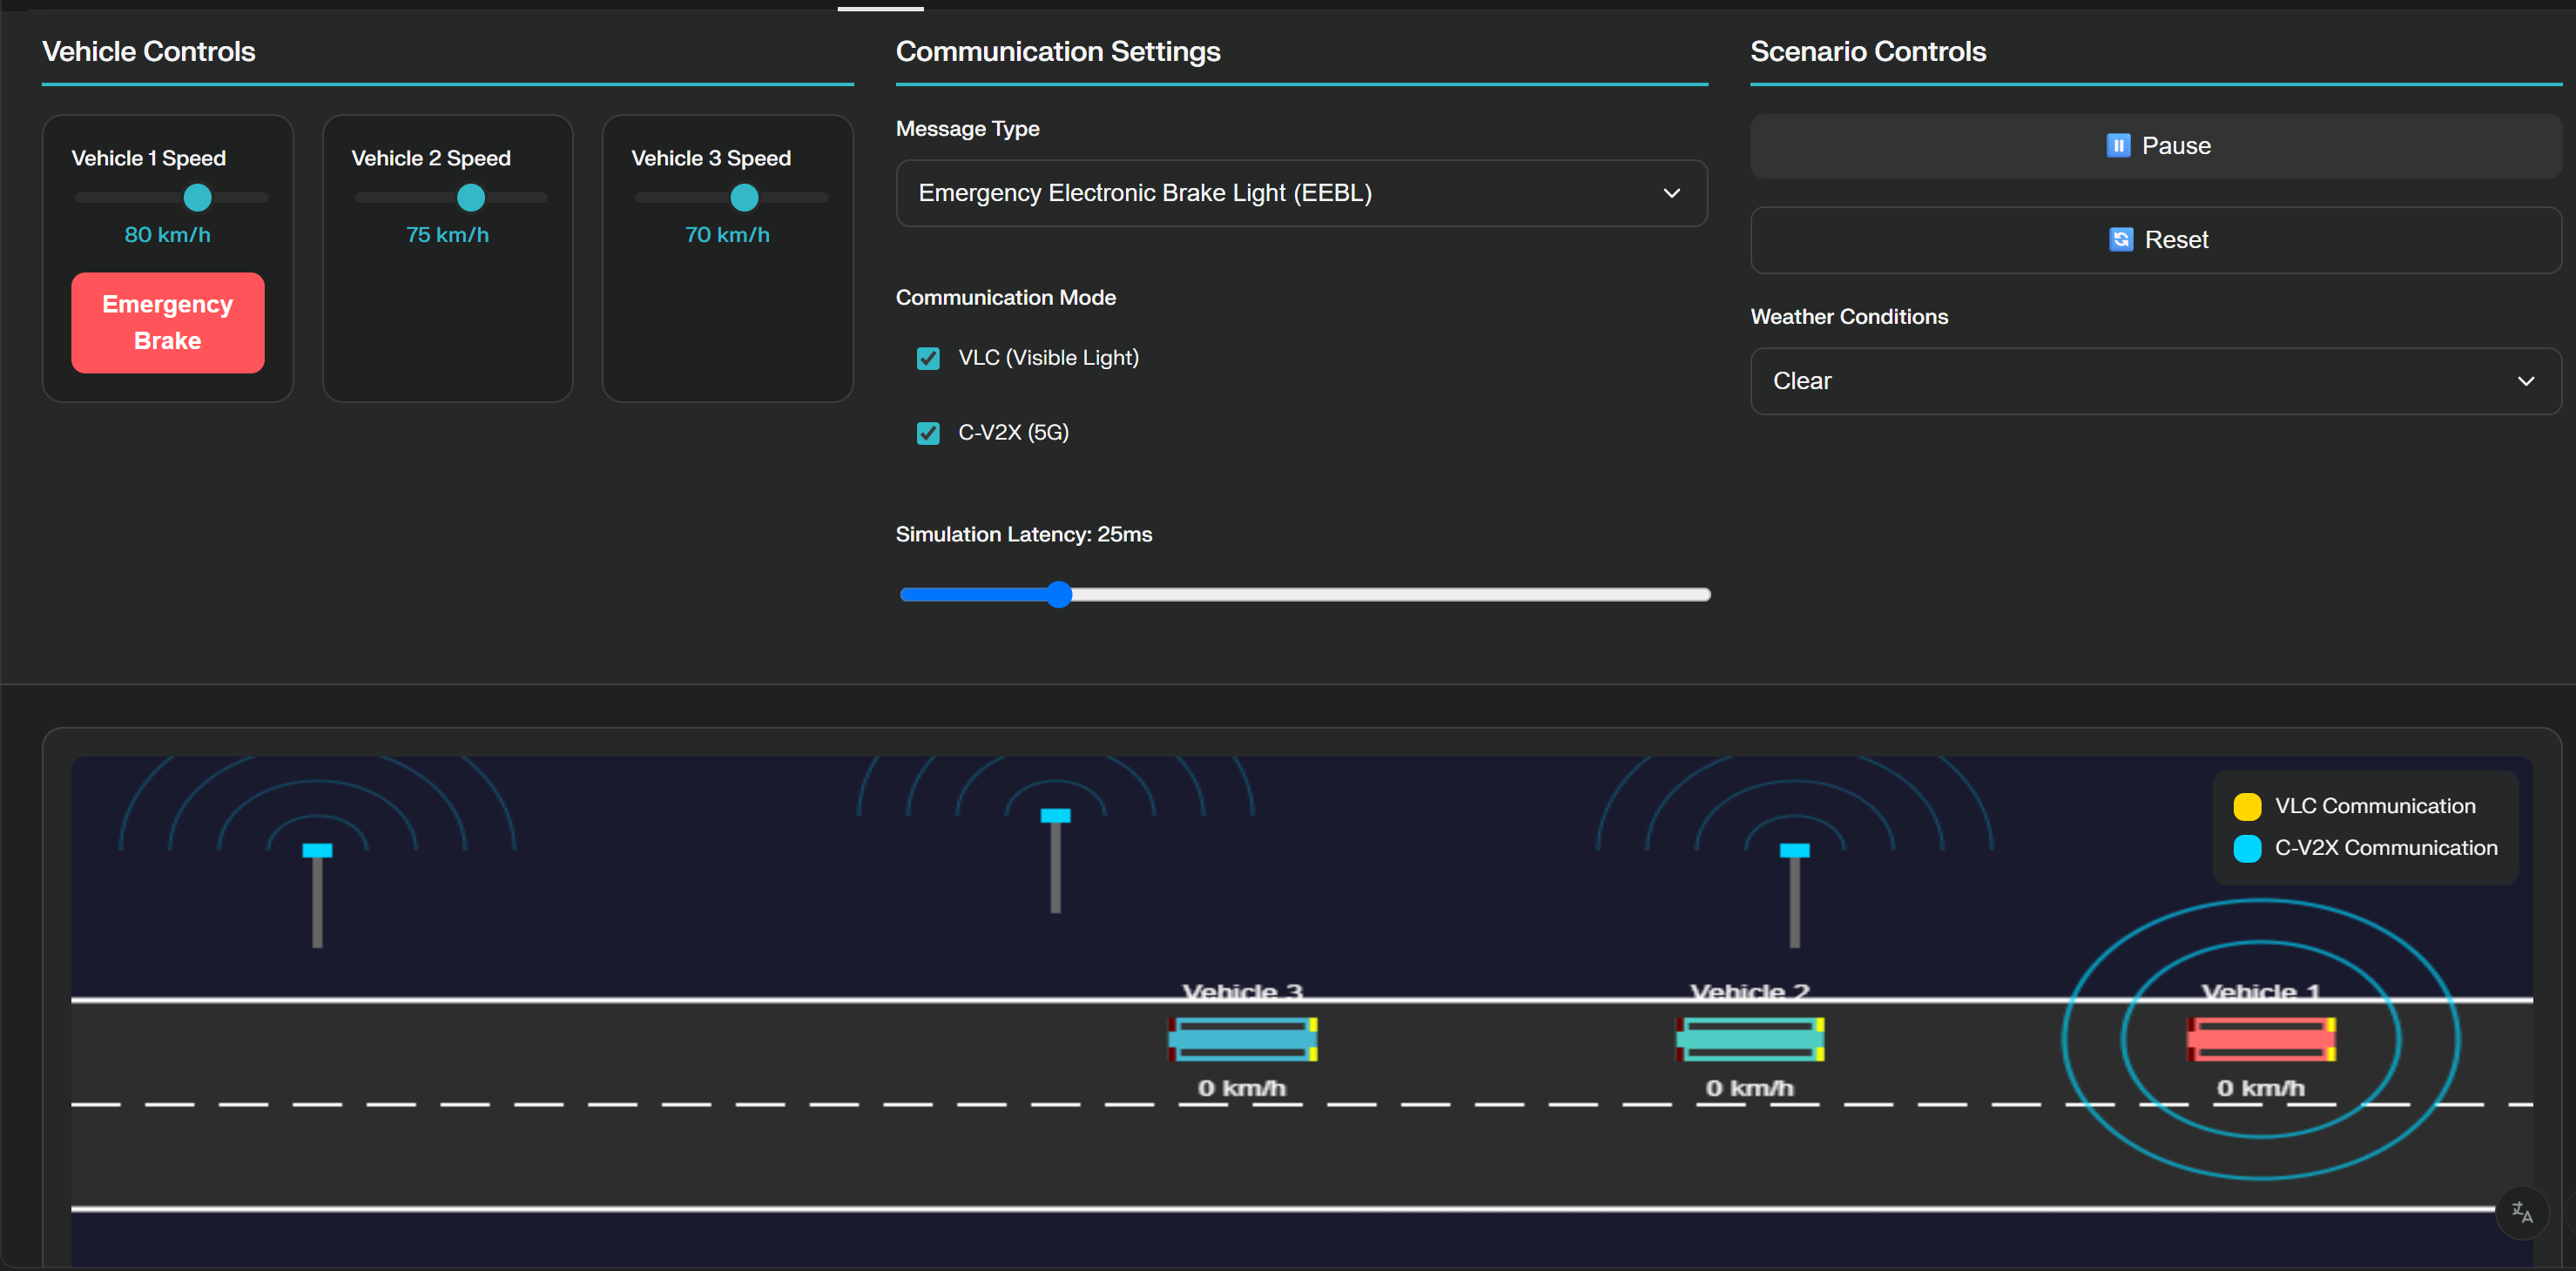 Vehicle Controls
Vehicle 1 Speed
80 km/h
Emergency
Brake
Vehicle 2 Speed
75 km/h
Vehicle 3 Speed
70 km/h
Communication Settings
Message Type
Emergency Electronic Brake Light (EEBL)
Communication Mode
VLC (Visible Light)
C-V2X (5G)
Simulation Latency: 25ms
Scenario Controls
Pause
Reset
Weather Conditions
Clear
VLC Communication
C-V2X Communication
Vehicle 3
0 km/h
Vehicle 2
0 km/h
Vehicle 1
0 km/h